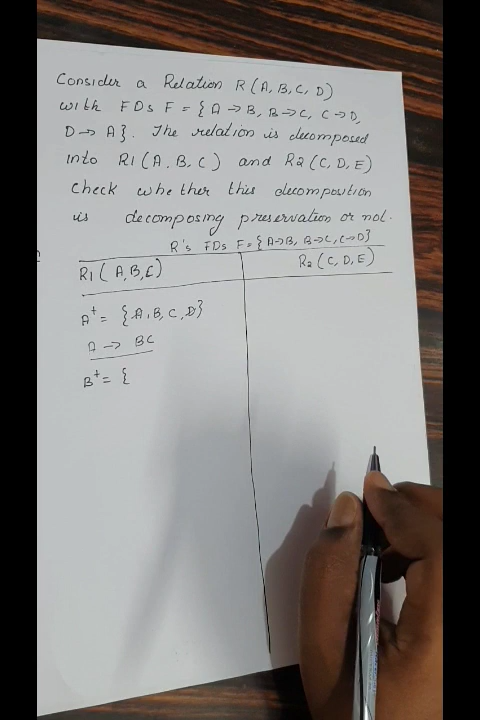 Consider a Relation R (A, B, C, D)
with FDs F = { A → B, B → C, C → D,
D → A }. The relation is decomposed
into R1 (A, B, C) and R2 (C, D, E)
Check whether this decomposition
is decomposing preservation or not.
R's FDs F = { A→B, B→C, C→D}
R1 ( A, B, C )
R2 ( C, D, E )
A⁺ = { A, B, C, D }
A → BC
B⁺ = {